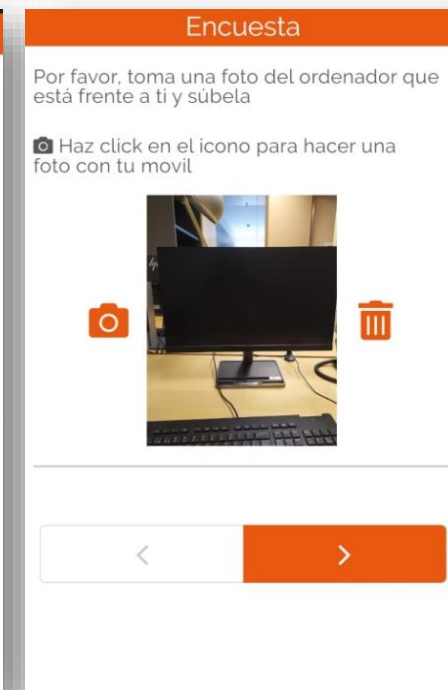 Encuesta
Por favor, toma una foto del ordenador que
está frente a ti y súbela
Haz click en el icono para hacer una
foto con tu movil
hp